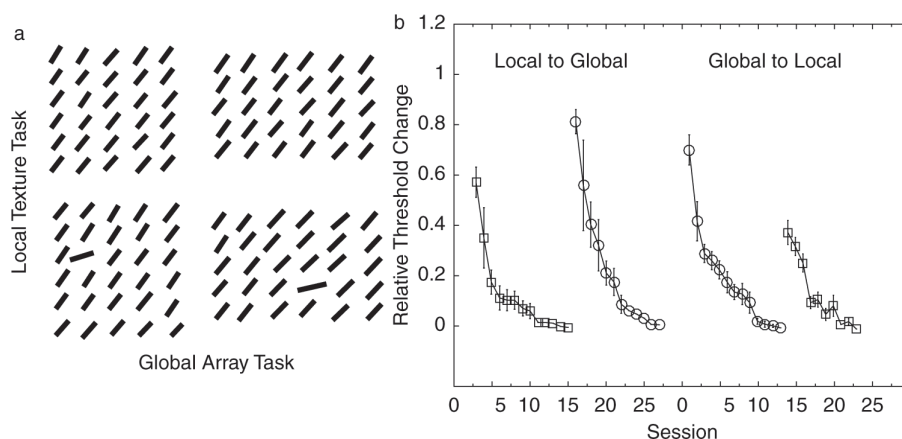 a
Local Texture Task
Global Array Task
b
Relative Threshold Change
1.2
1
0.8
0.6
0.4
0.2
0
Local to Global
Global to Local
0 5 10 15 20 25 0 5 10 15 20 25
Session